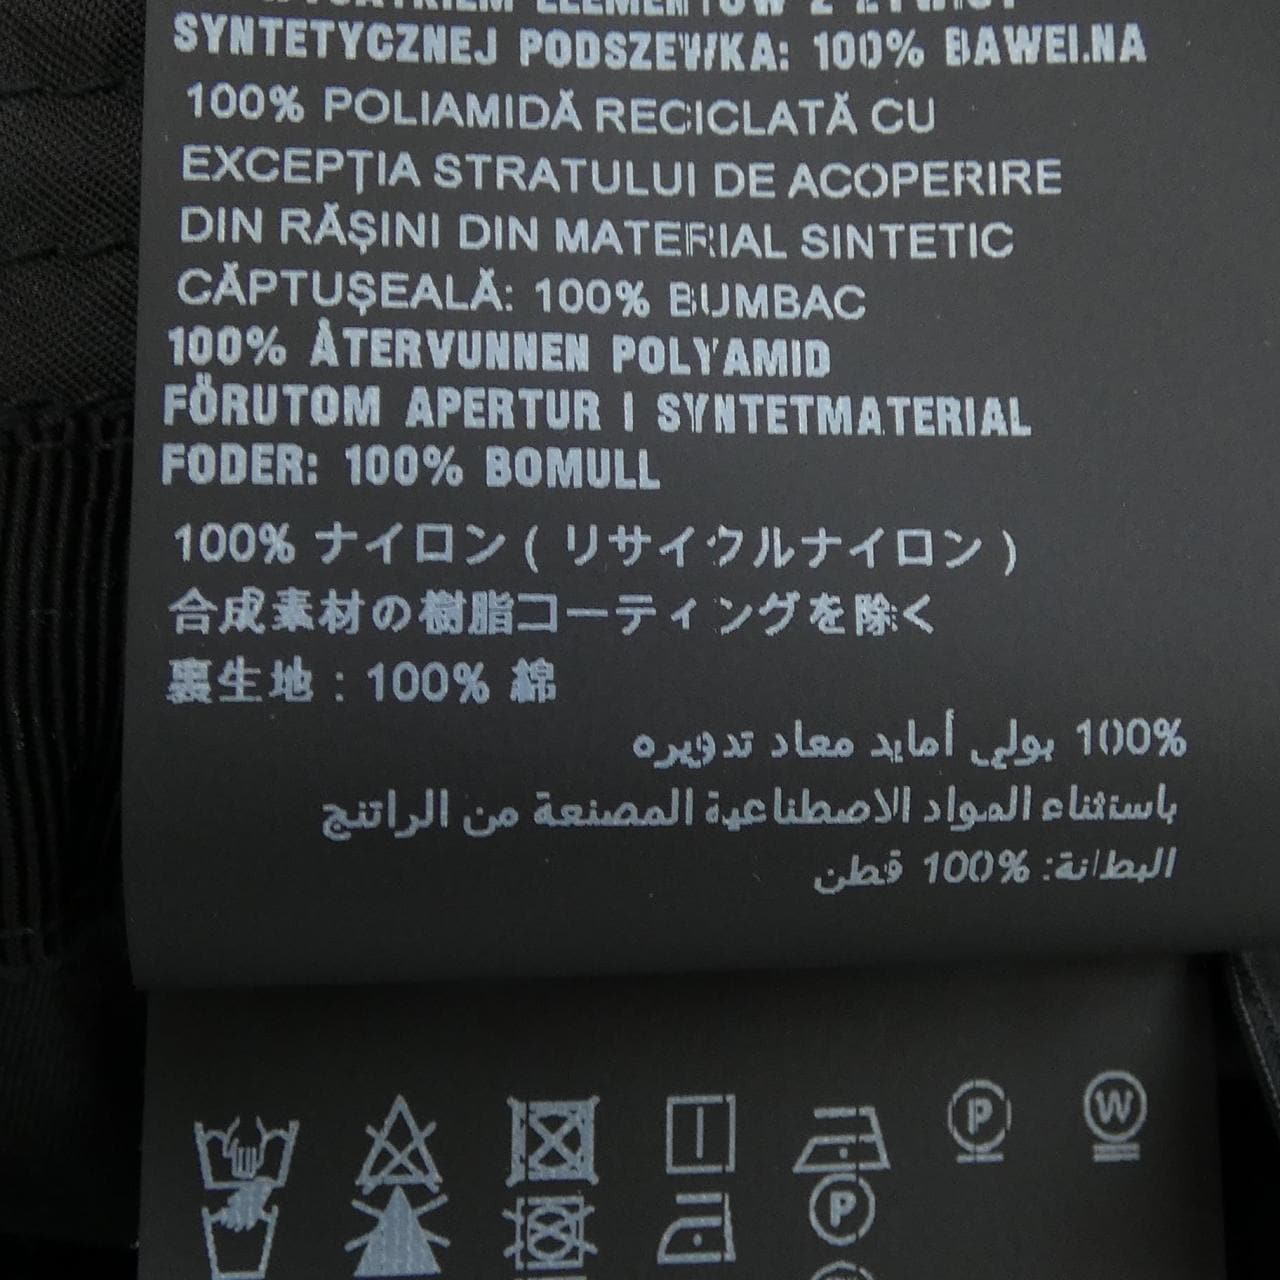 SYNTETYCZNEJ PODSZEWKA: 100% BAWEŁNA
100% POLIAMIDĂ RECICLATĂ CU
EXCEPȚIA STRATULUI DE ACOPERIRE
DIN RĂȘINI DIN MATERIAL SINTETIC
CĂPTUȘEALĂ: 100% BUMBAC
100% ÅTERVUNNEN POLYAMID
FÖRUTOM APERTUR I SYNTETMATERIAL
FODER: 100% BOMULL
100% ナイロン ( リサイクルナイロン )
合成素材の樹脂コーティングを除く
裏生地 : 100% 綿
100% بولي أمايد معاد تدويره
باستثناء المواد الاصطناعية المصنعة من الراتنج
البطانة: 100% قطن
P
W
P